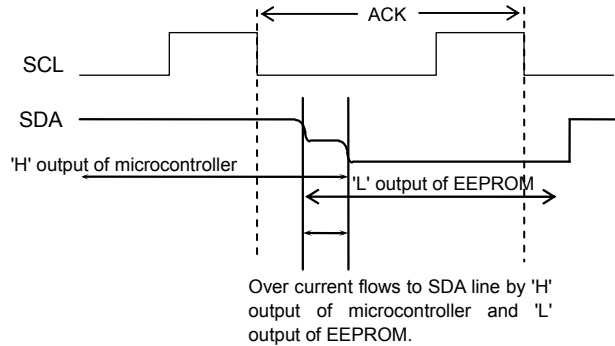 ACK
SCL
SDA
'H' output of microcontroller
'L' output of EEPROM
Over current flows to SDA line by 'H'
output of microcontroller and 'L'
output of EEPROM.